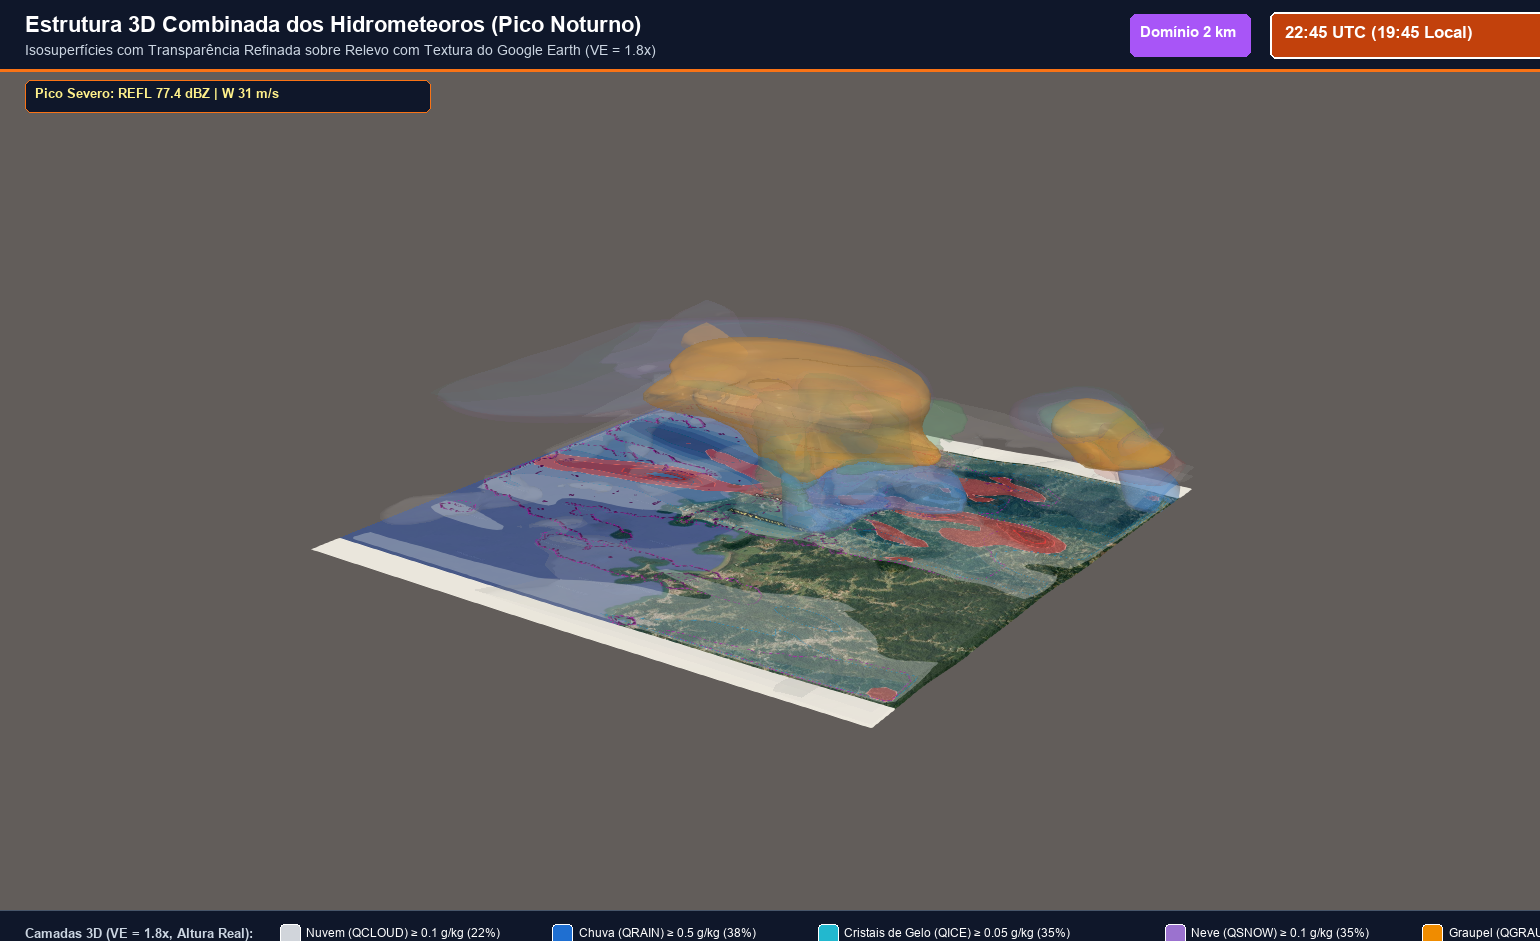 Estrutura 3D Combinada dos Hidrometeoros (Pico Noturno)
Isosuperfícies com Transparência Refinada sobre Relevo com Textura do Google Earth (VE = 1.8x)
Domínio 2 km
22:45 UTC (19:45 Local)
Pico Severo: REFL 77.4 dBZ | W 31 m/s
Camadas 3D (VE = 1.8x, Altura Real):
Nuvem (QCLOUD) ≥ 0.1 g/kg (22%)
Chuva (QRAIN) ≥ 0.5 g/kg (38%)
Cristais de Gelo (QICE) ≥ 0.05 g/kg (35%)
Neve (QSNOW) ≥ 0.1 g/kg (35%)
Graupel (QGRAU